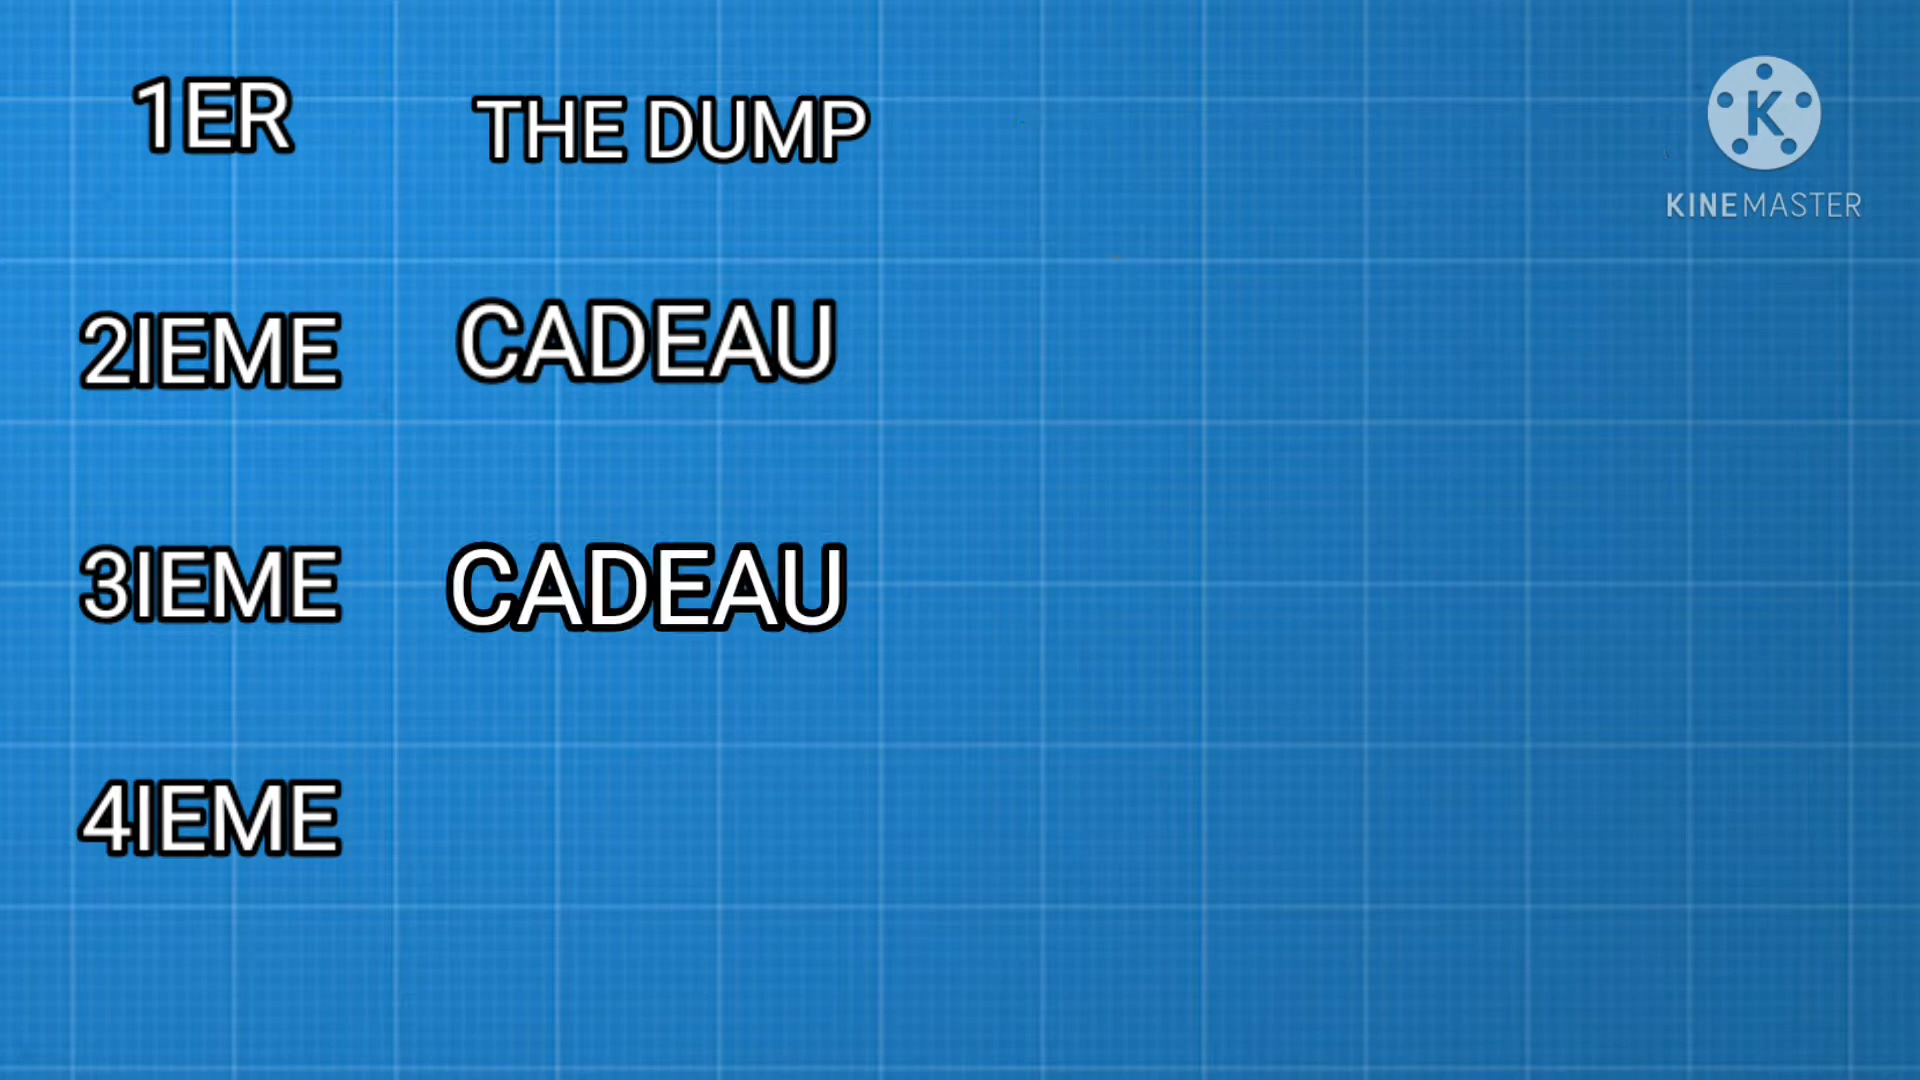 1ER THE DUMP
K
KINEMASTER
2IEME CADEAU
3IEME CADEAU
4IEME